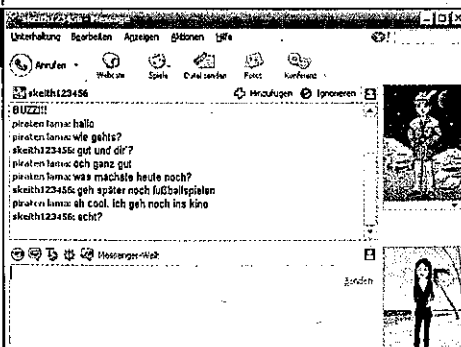 Unterhaltung Bearbeiten Anzeigen Aktionen Hilfe
Anrufen Webcam Spiele Datei senden Fotos Konferenz
skeith123456 Hinzufügen Ignorieren
BUZZ!!!
piraten.lama: hallo
piraten.lama: wie gehts?
skeith123456: gut und dir?
piraten.lama: och ganz gut
piraten.lama: was machste heute noch?
skeith123456: geh später noch fußballspielen
piraten.lama: eh cool. ich geh noch ins kino
skeith123456: echt?
Messenger-Welt
Senden